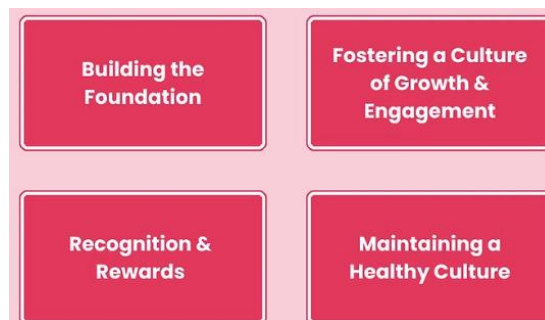 Building the
Foundation
Fostering a Culture
of Growth &
Engagement
Recognition &
Rewards
Maintaining a
Healthy Culture